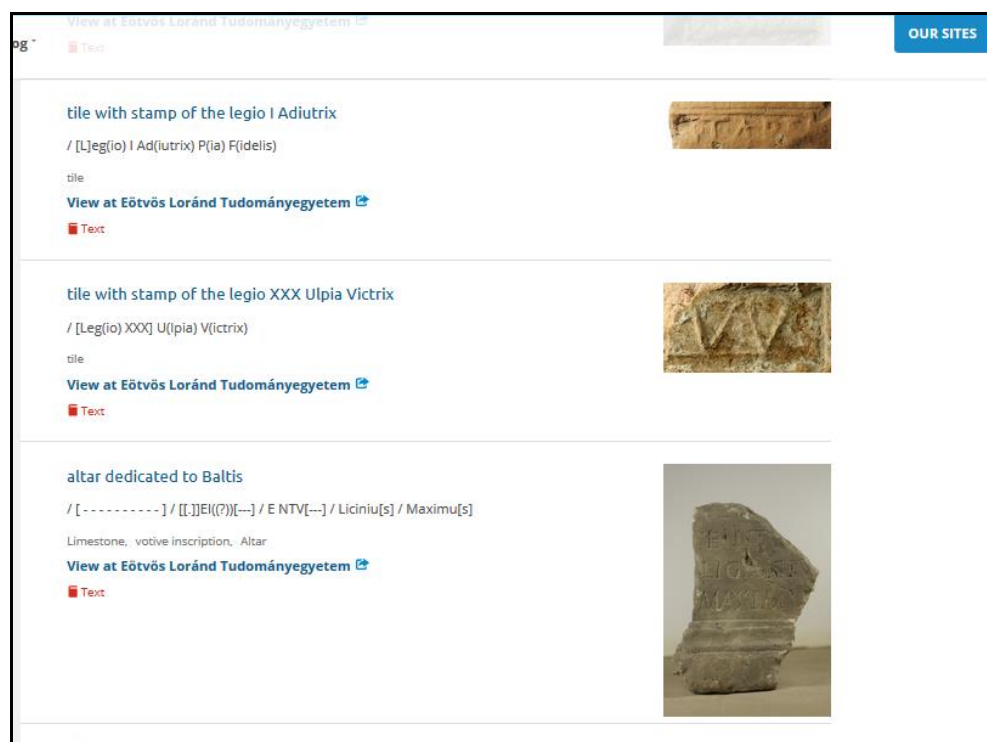 View at Eötvös Loránd Tudományegyetem
Text
og
OUR SITES
tile with stamp of the legio I Adiutrix
/ [L]eg(io) I Ad(iutrix) P(ia) F(idelis)
tile
View at Eötvös Loránd Tudományegyetem
Text
tile with stamp of the legio XXX Ulpia Victrix
/ [Leg(io) XXX] U(lpia) V(ictrix)
tile
View at Eötvös Loránd Tudományegyetem
Text
altar dedicated to Baltis
/ [ - - - - - - - - - - ] / [[.]]EI((?))[---] / E NTV[---] / Liciniu[s] / Maximu[s]
Limestone, votive inscription, Altar
View at Eötvös Loránd Tudományegyetem
Text